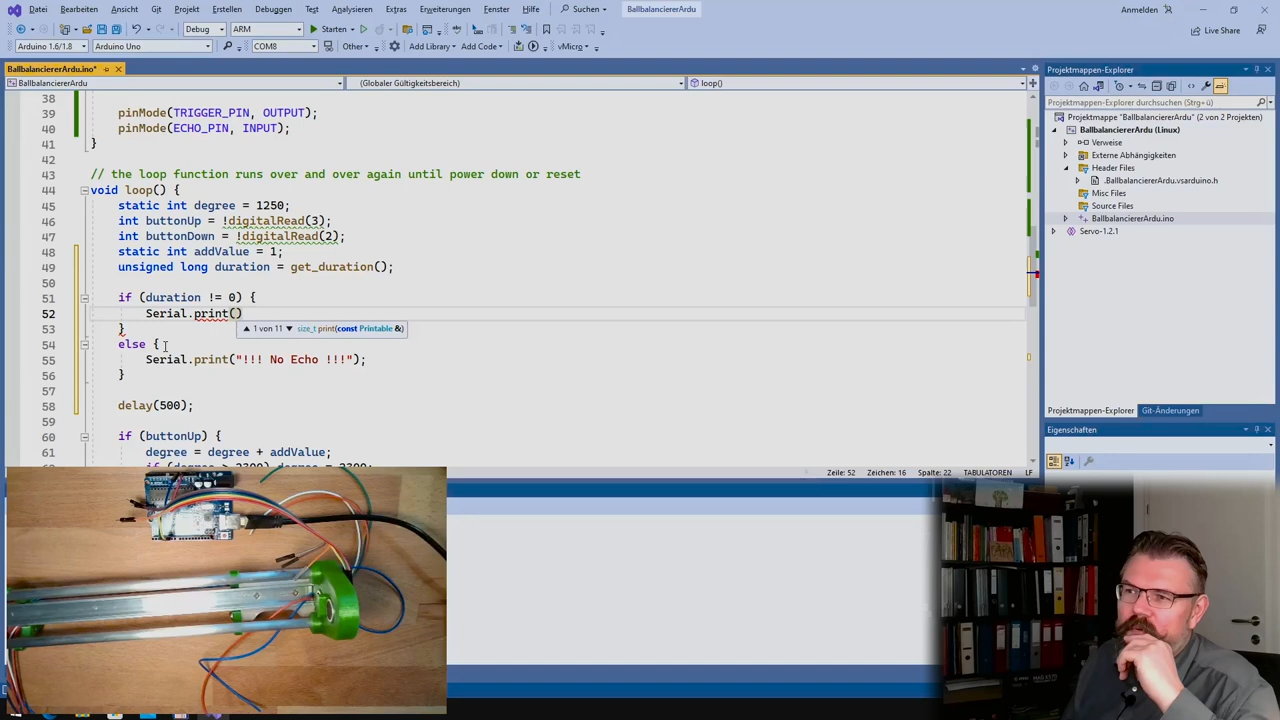 Datei Bearbeiten Ansicht Git Projekt Erstellen Debuggen Test Analysieren Extras Erweiterungen Fenster Hilfe Suchen BallbalanciererArdu Anmelden
Debug ARM Starten Live Share
Arduino 1.6/1.8 Arduino Uno COM8 Other Add Library Add Code vMicro
BallbalanciererArdu.ino*
BallbalanciererArdu (Globaler Gültigkeitsbereich) loop()
38
39 pinMode(TRIGGER_PIN, OUTPUT);
40 pinMode(ECHO_PIN, INPUT);
41 }
42
43 // the loop function runs over and over again until power down or reset
44 void loop() {
45 static int degree = 1250;
46 int buttonUp = !digitalRead(3);
47 int buttonDown = !digitalRead(2);
48 static int addValue = 1;
49 unsigned long duration = get_duration();
50
51 if (duration != 0) {
52 Serial.print()
1 von 11 size_t print(const Printable &)
53 }
54 else {
55 Serial.print("!!! No Echo !!!");
56 }
57
58 delay(500);
60 if (buttonUp) {
61 degree = degree + addValue;
Zeile: 52 Zeichen: 16 Spalte: 22 TABULATOREN LF
Projektmappen-Explorer
Projektmappen-Explorer durchsuchen (Strg+ü)
Projektmappe "BallbalanciererArdu" (2 von 2 Projekten)
BallbalanciererArdu (Linux)
Verweise
Externe Abhängigkeiten
Header Files
.BallbalanciererArdu.vsarduino.h
Misc Files
Source Files
BallbalanciererArdu.ino
Servo-1.2.1
Projektmappen-Explorer Git-Änderungen
Eigenschaften